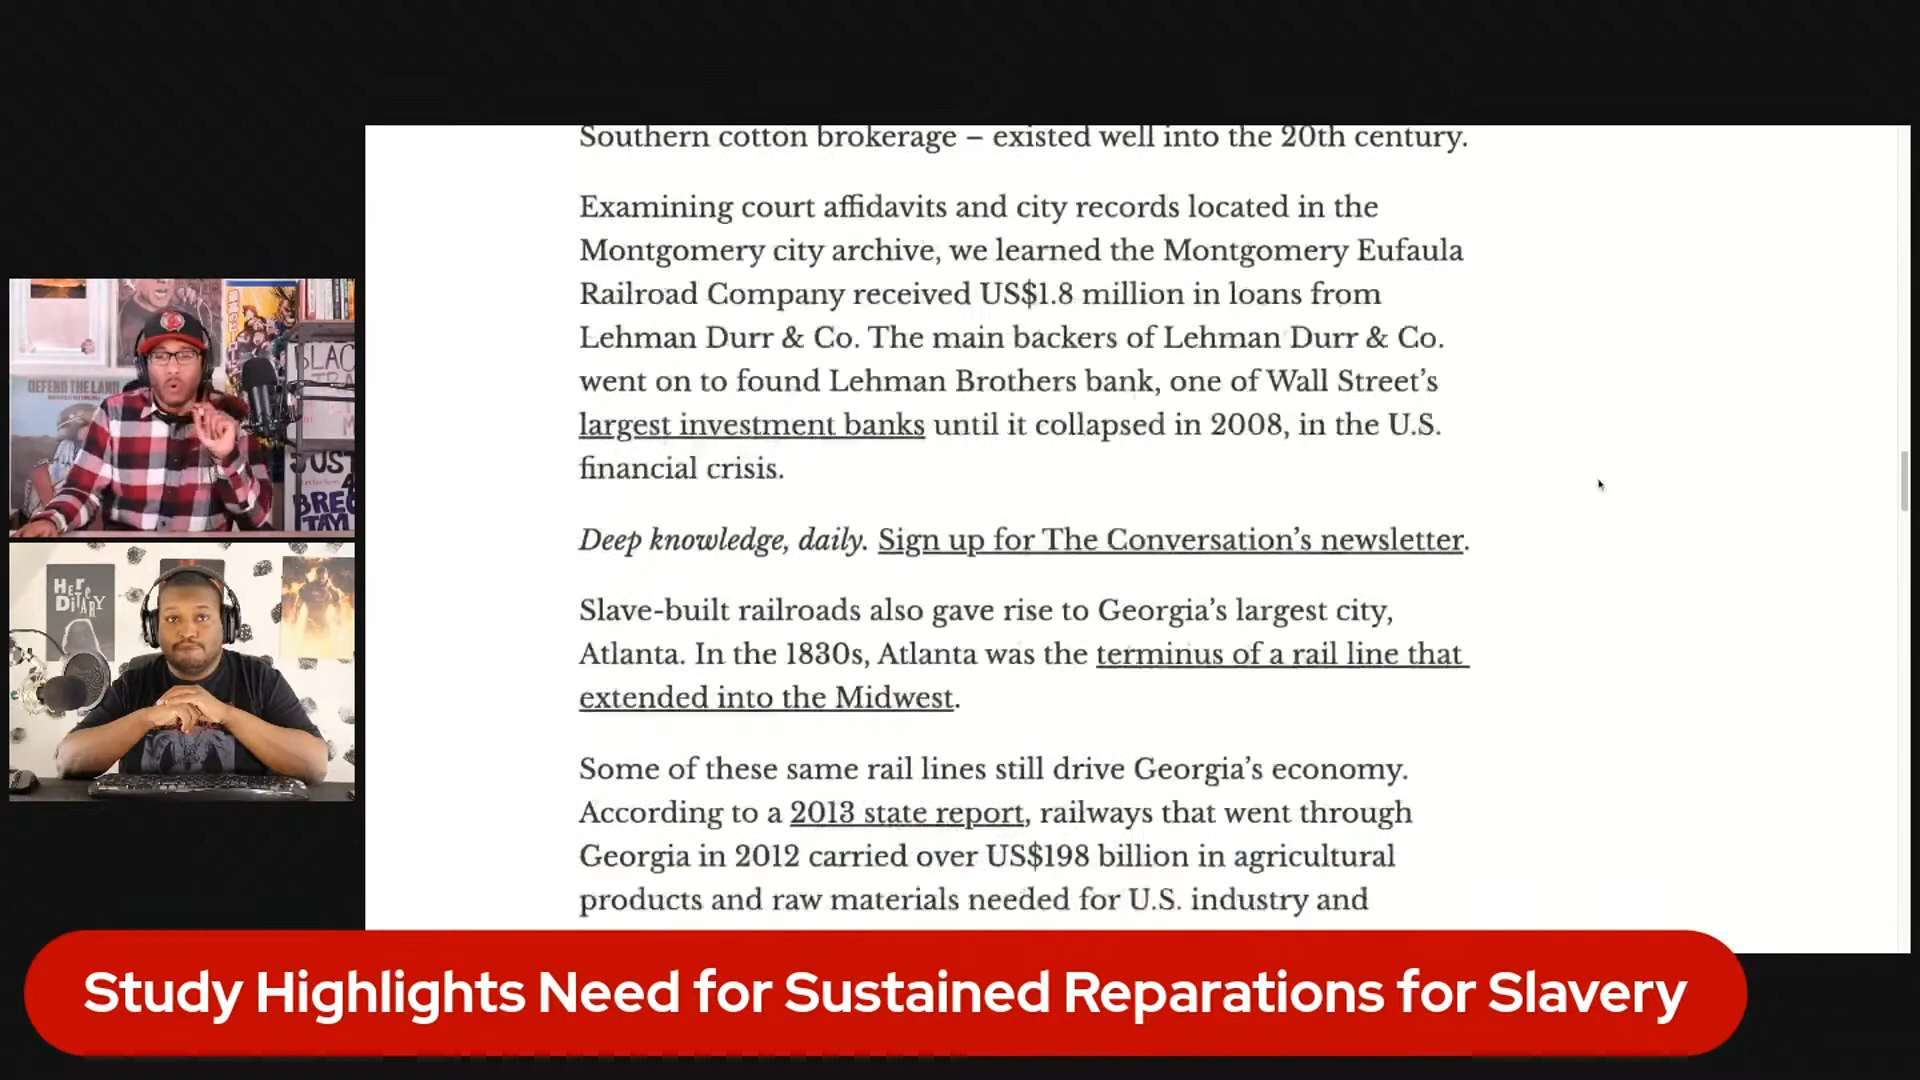 Southern cotton brokerage – existed well into the 20th century.
Examining court affidavits and city records located in the
Montgomery city archive, we learned the Montgomery Eufaula
Railroad Company received US$1.8 million in loans from
Lehman Durr & Co. The main backers of Lehman Durr & Co.
went on to found Lehman Brothers bank, one of Wall Street’s
largest investment banks until it collapsed in 2008, in the U.S.
financial crisis.
Deep knowledge, daily. Sign up for The Conversation’s newsletter.
Slave-built railroads also gave rise to Georgia’s largest city,
Atlanta. In the 1830s, Atlanta was the terminus of a rail line that
extended into the Midwest.
Some of these same rail lines still drive Georgia’s economy.
According to a 2013 state report, railways that went through
Georgia in 2012 carried over US$198 billion in agricultural
products and raw materials needed for U.S. industry and
DEFEND THE LAND
BLAC
TRA
JUST
4
BREO
TAYL
HEreDiTARY
Study Highlights Need for Sustained Reparations for Slavery